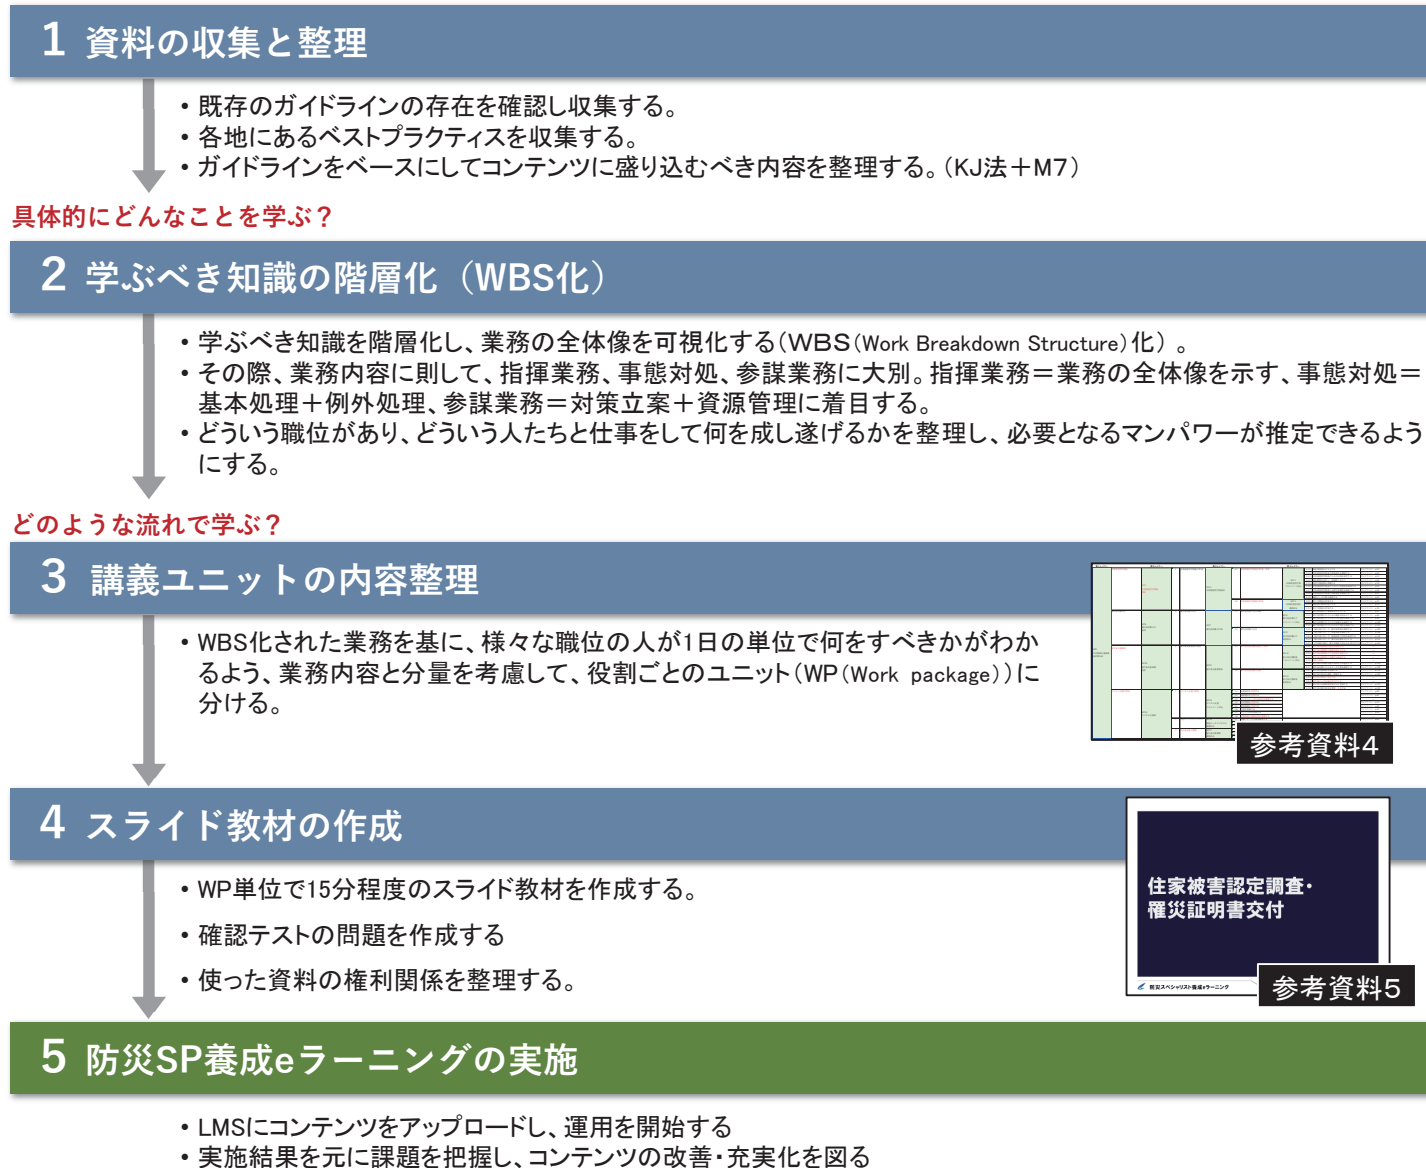 1 資料の収集と整理
• 既存のガイドラインの存在を確認し収集する。
• 各地にあるベストプラクティスを収集する。
• ガイドラインをベースにしてコンテンツに盛り込むべき内容を整理する。(KJ法＋M7)
具体的にどんなことを学ぶ？
2 学ぶべき知識の階層化（WBS化）
• 学ぶべき知識を階層化し、業務の全体像を可視化する(WBS(Work Breakdown Structure)化) 。
• その際、業務内容に則して、指揮業務、事態対処、参謀業務に大別。指揮業務＝業務の全体像を示す、事態対処＝
基本処理＋例外処理、参謀業務＝対策立案＋資源管理に着目する。
• どういう職位があり、どういう人たちと仕事をして何を成し遂げるかを整理し、必要となるマンパワーが推定できるよう
にする。
どのような流れで学ぶ？
3 講義ユニットの内容整理
• WBS化された業務を基に、様々な職位の人が1日の単位で何をすべきかがわか
るよう、業務内容と分量を考慮して、役割ごとのユニット(WP(Work package))に
分ける。
参考資料4
4 スライド教材の作成
• WP単位で15分程度のスライド教材を作成する。
• 確認テストの問題を作成する
• 使った資料の権利関係を整理する。
住家被害認定調査・
罹災証明書交付
防災スペシャリスト養成eラーニング
参考資料5
5 防災SP養成eラーニングの実施
• LMSにコンテンツをアップロードし、運用を開始する
• 実施結果を元に課題を把握し、コンテンツの改善・充実化を図る